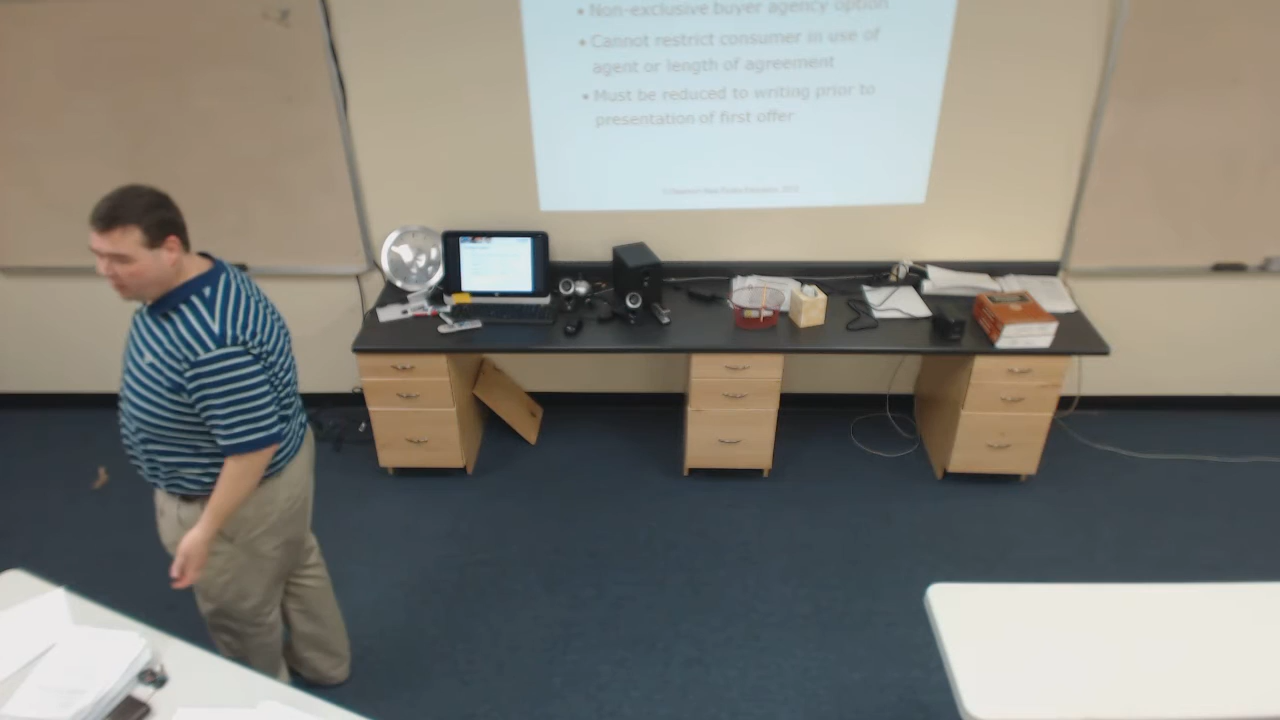 • Non-exclusive buyer agency option
• Cannot restrict consumer in use of
agent or length of agreement
• Must be reduced to writing prior to
presentation of first offer